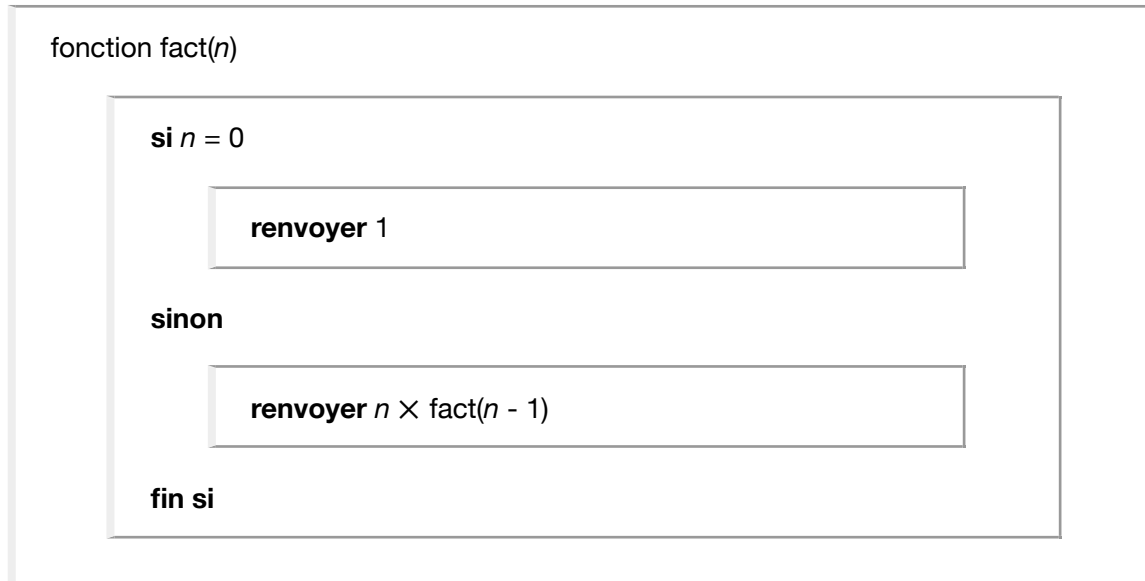 fonction fact(n)
si n = 0
renvoyer 1
sinon
renvoyer n × fact(n - 1)
fin si